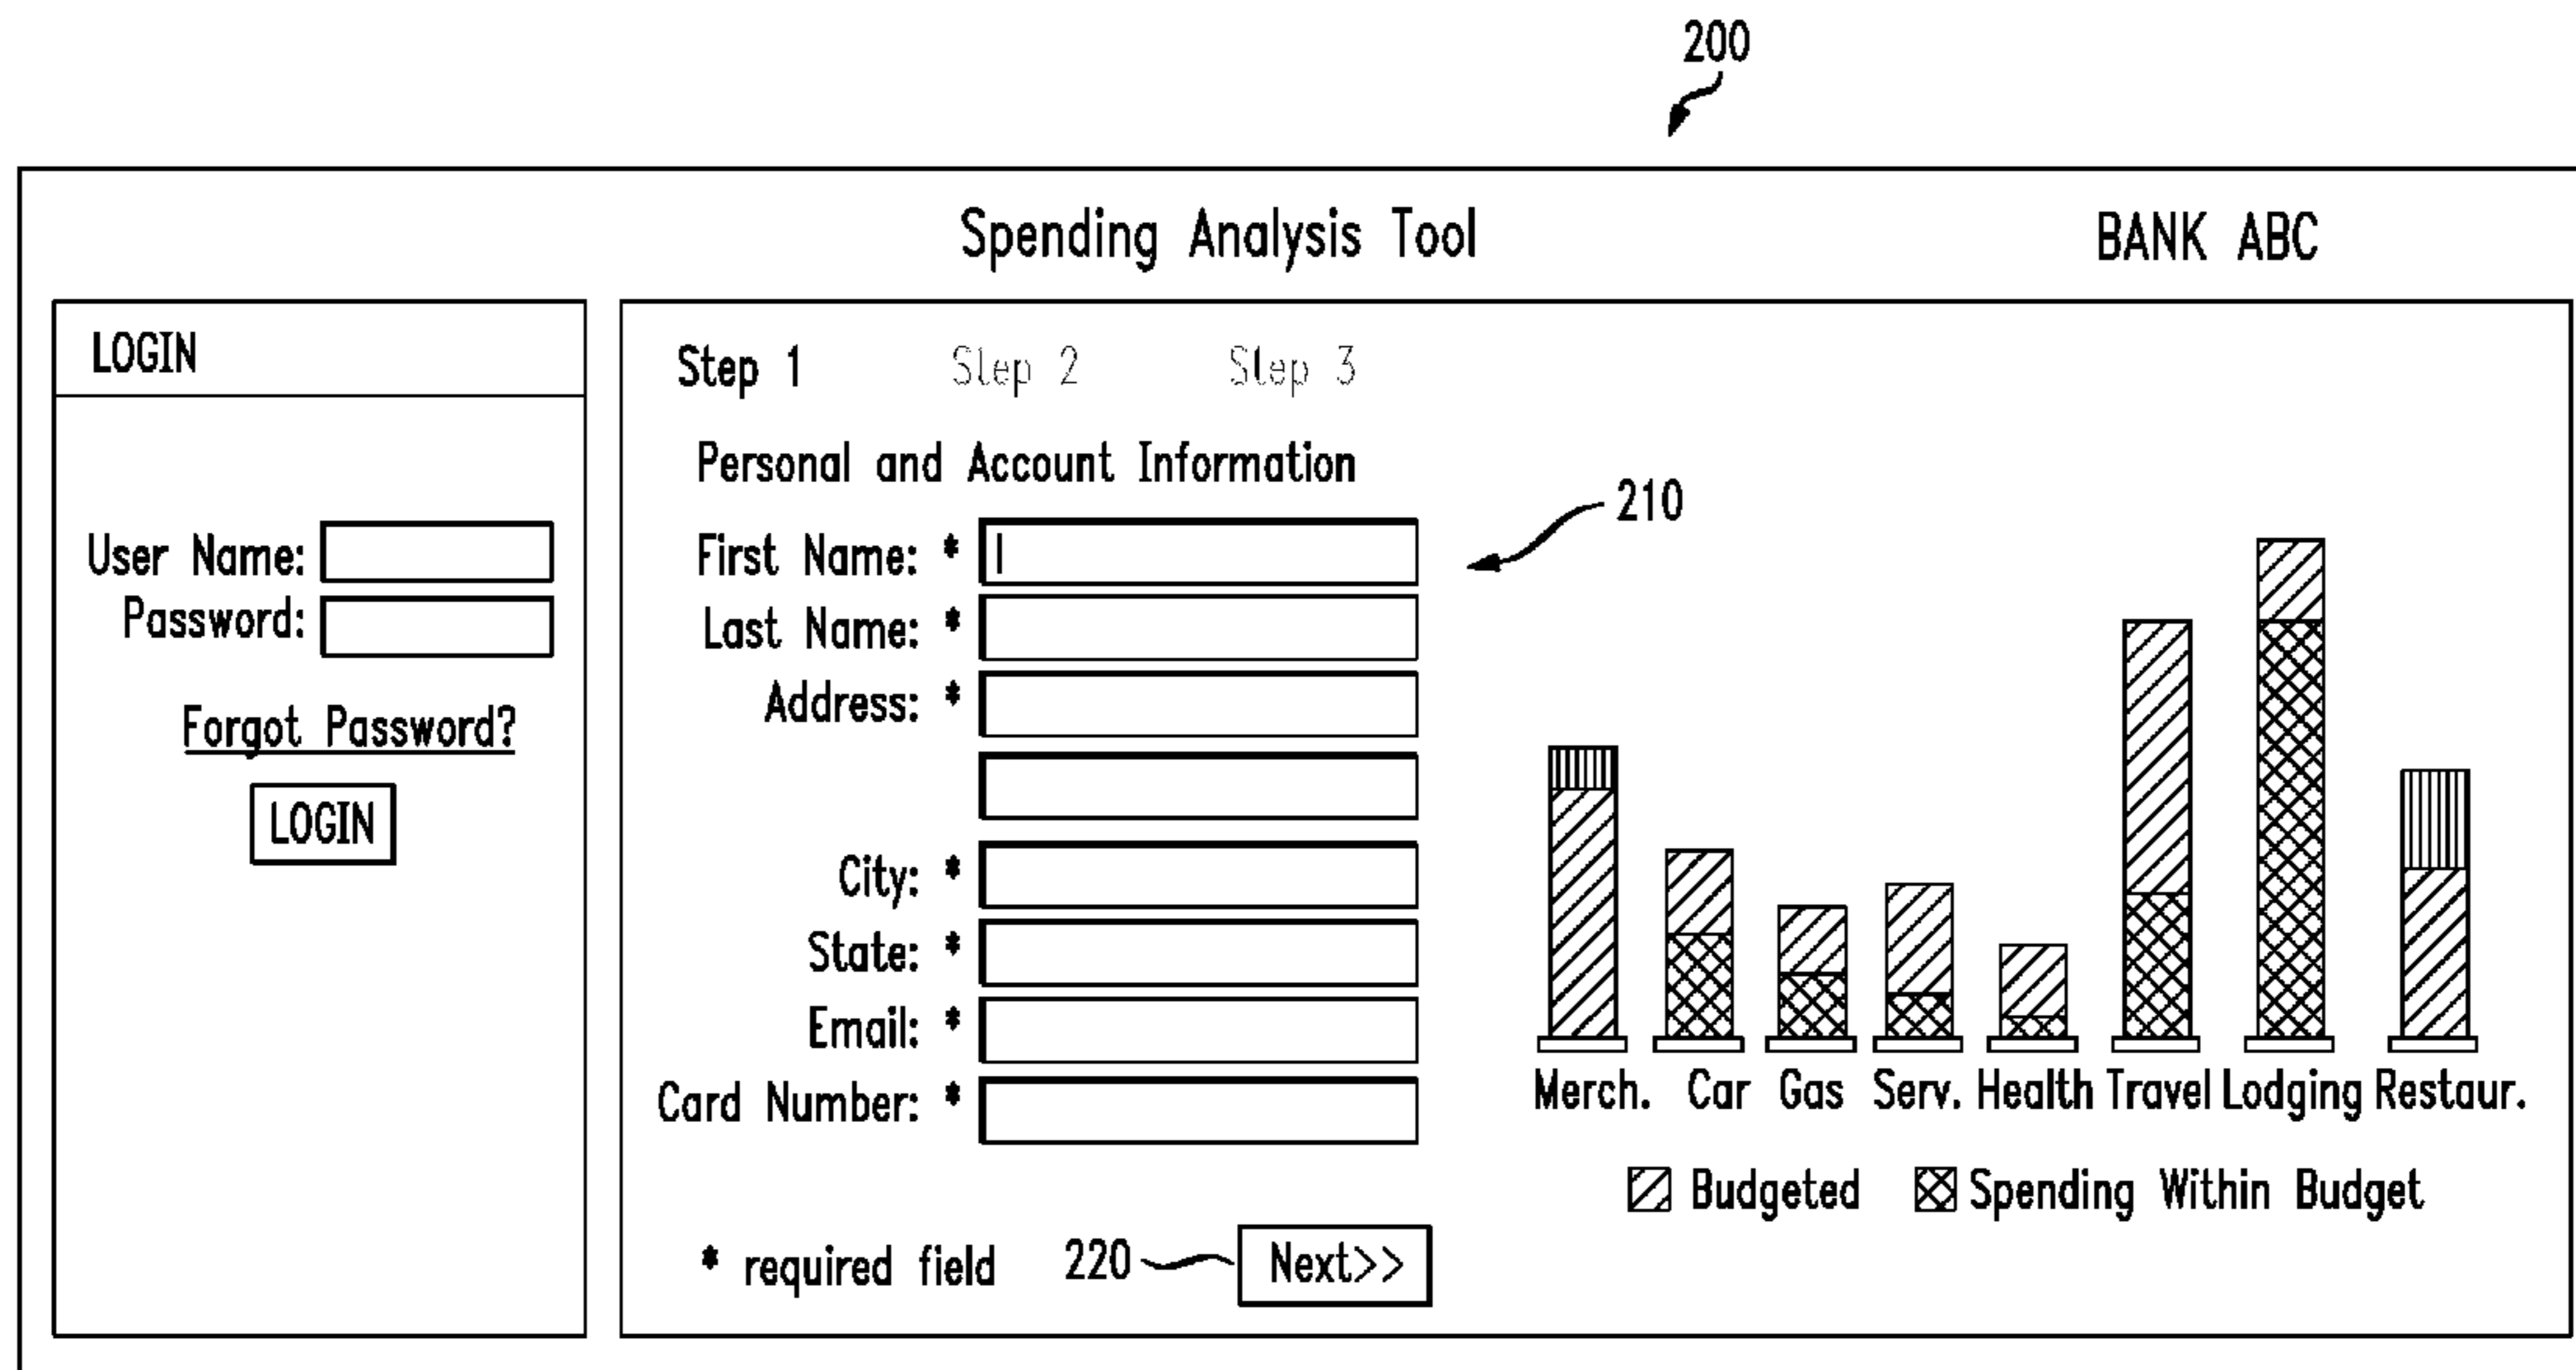 200
Spending Analysis Tool
BANK ABC
LOGIN
User Name:
Password:
Forgot Password?
LOGIN
Step 1 Step 2 Step 3
Personal and Account Information
First Name: *
210
Last Name: *
Address: *
City: *
State: *
Email: *
Card Number: *
* required field
220
Next>>
Merch. Car Gas Serv. Health Travel Lodging Restaur.
Budgeted Spending Within Budget